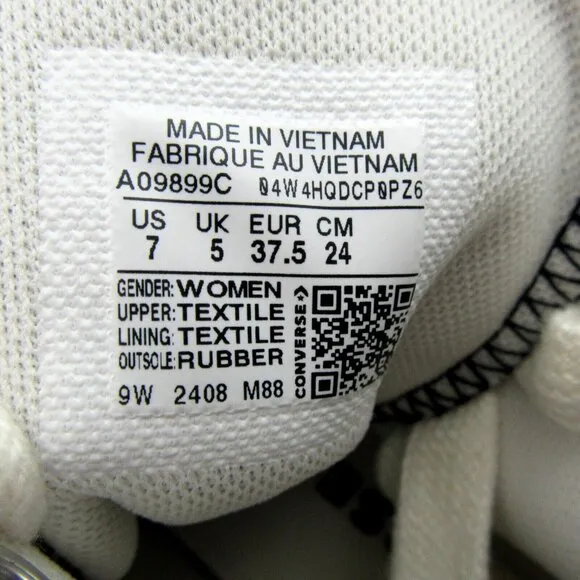 MADE IN VIETNAM
FABRIQUE AU VIETNAM
A09899C 04W4HQDCP0PZ6
US UK EUR CM
7 5 37.5 24
GENDER: WOMEN
UPPER: TEXTILE
LINING: TEXTILE
OUTSOLE: RUBBER
9W 2408 M88
CONVERSE